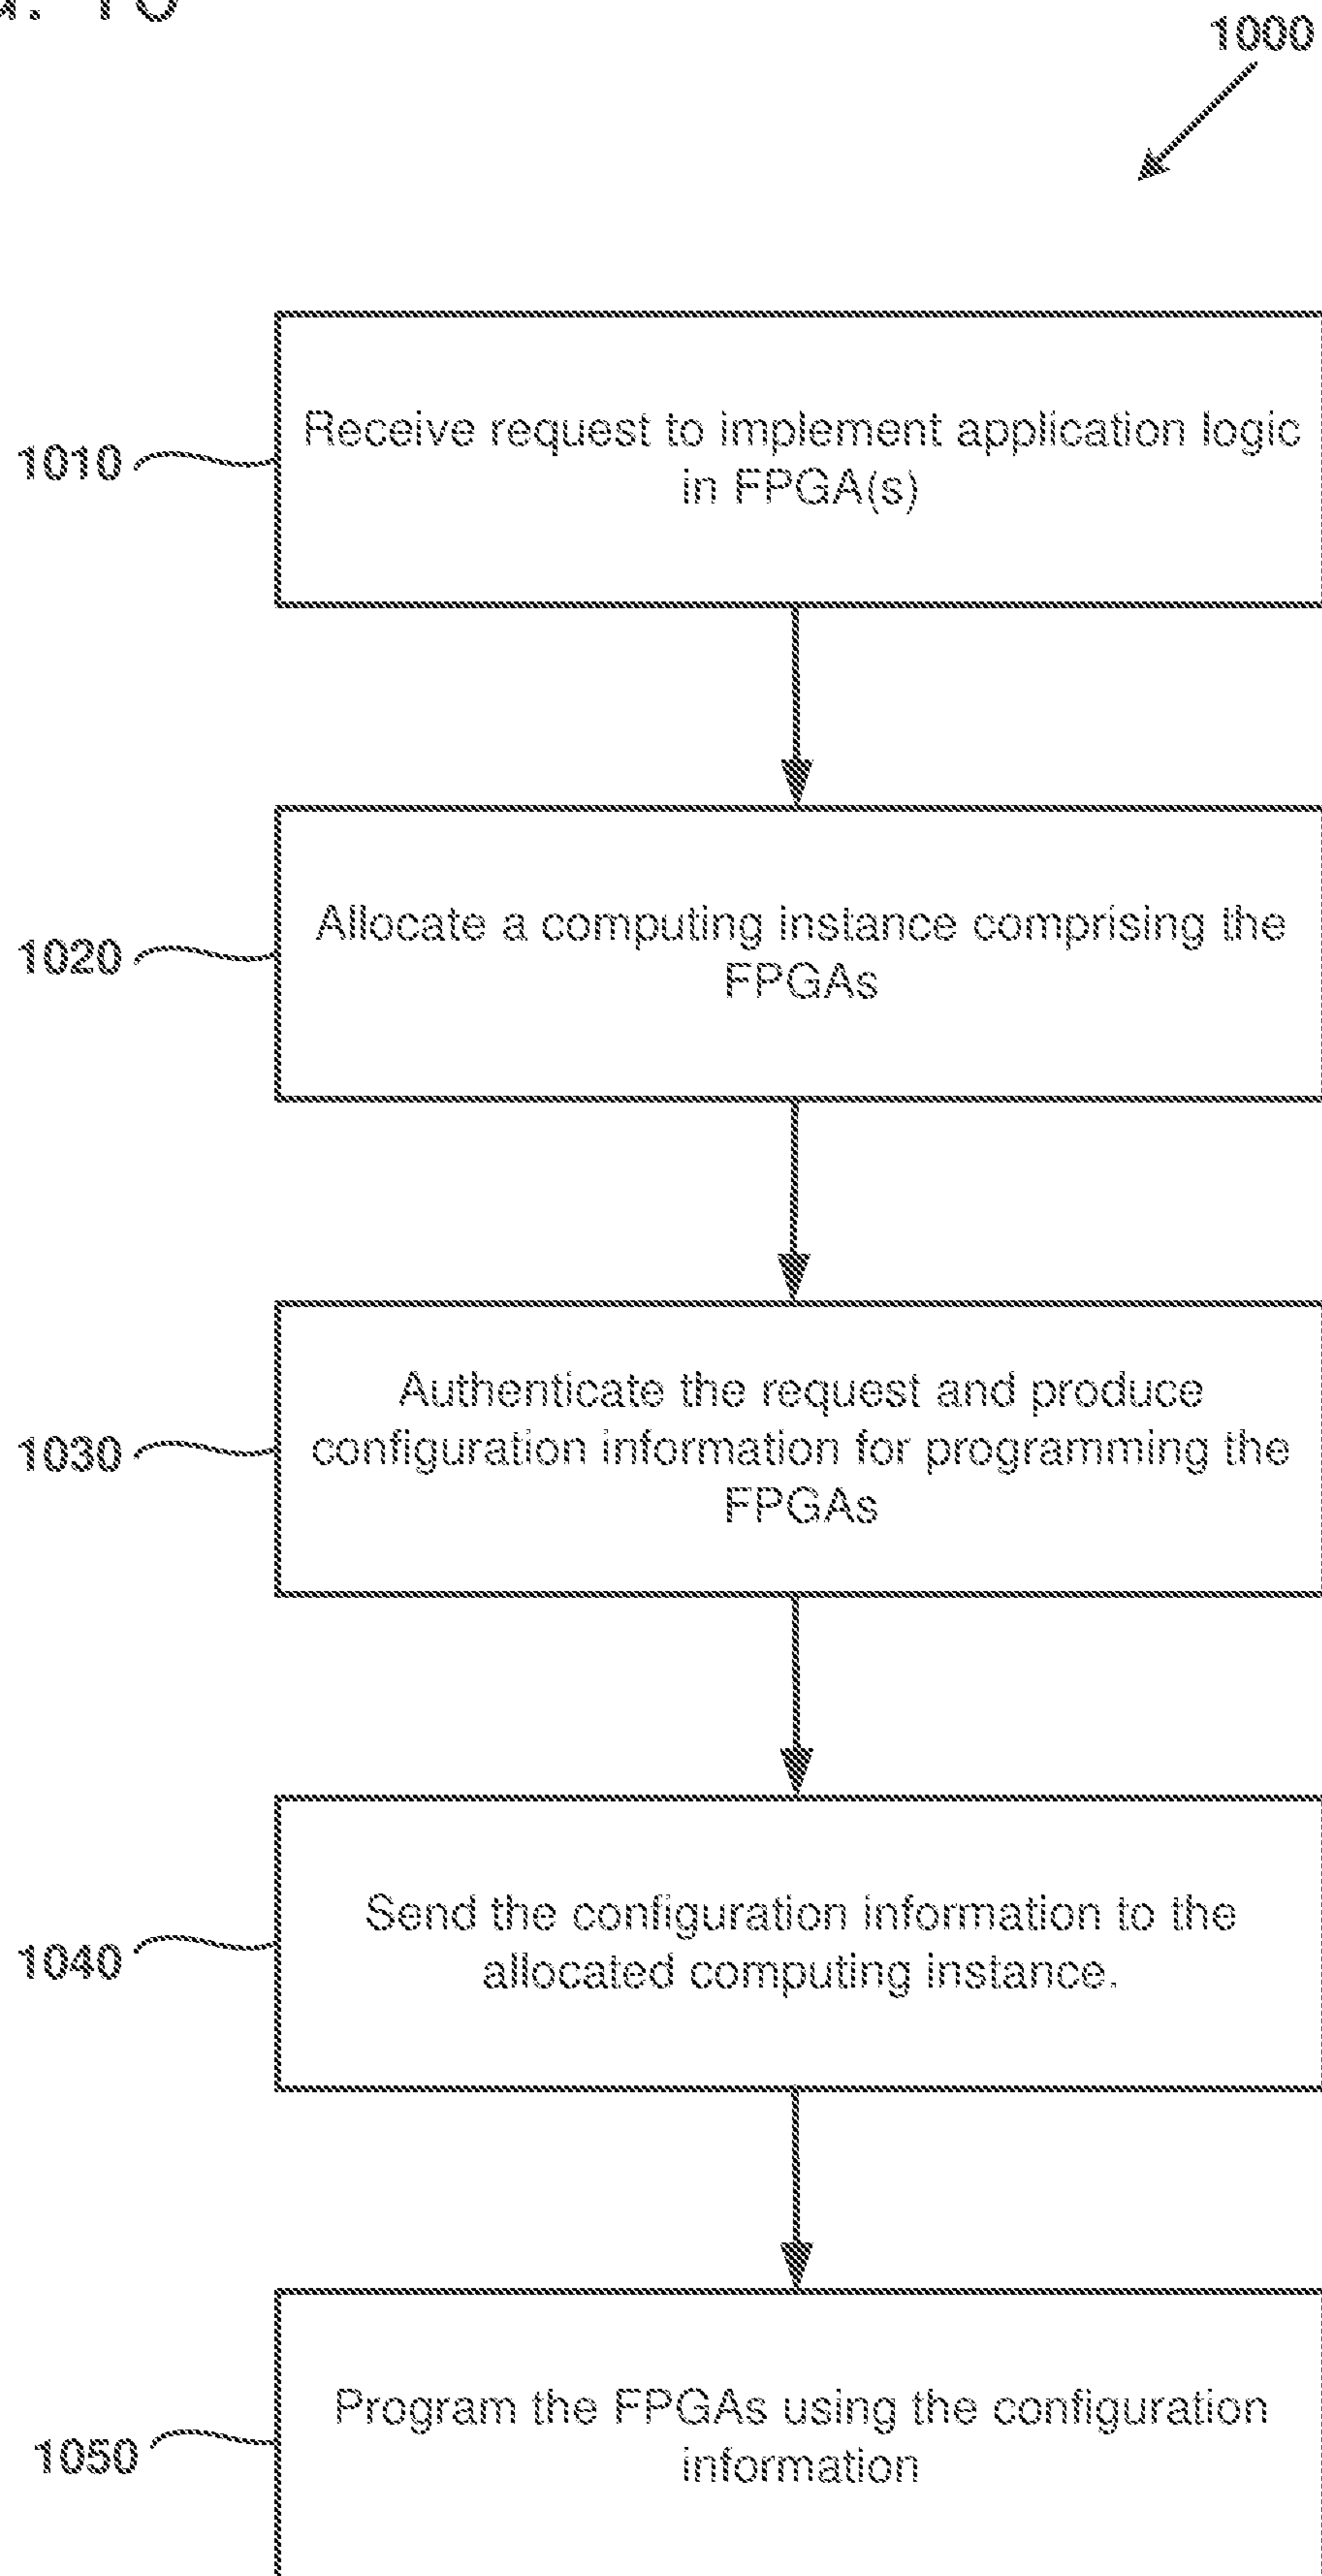 1000
Receive request to implement application logic
in FPGA(s)
1010
Allocate a computing instance comprising the
FPGAs
1020
Authenticate the request and produce
configuration information for programming the
FPGAs
1030
Send the configuration information to the
allocated computing instance.
1040
Program the FPGAs using the configuration
information
1050